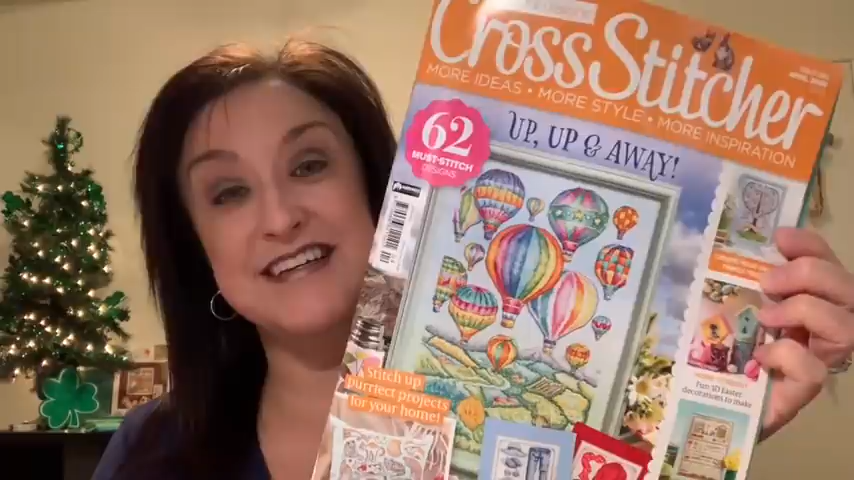 CrossStitcher
MORE IDEAS • MORE STYLE • MORE INSPIRATION
62
MUST-STITCH
DESIGNS
UP, UP & AWAY!
Stitch up
purrfect projects
for your home!
Fun 3D Easter
decorations to make